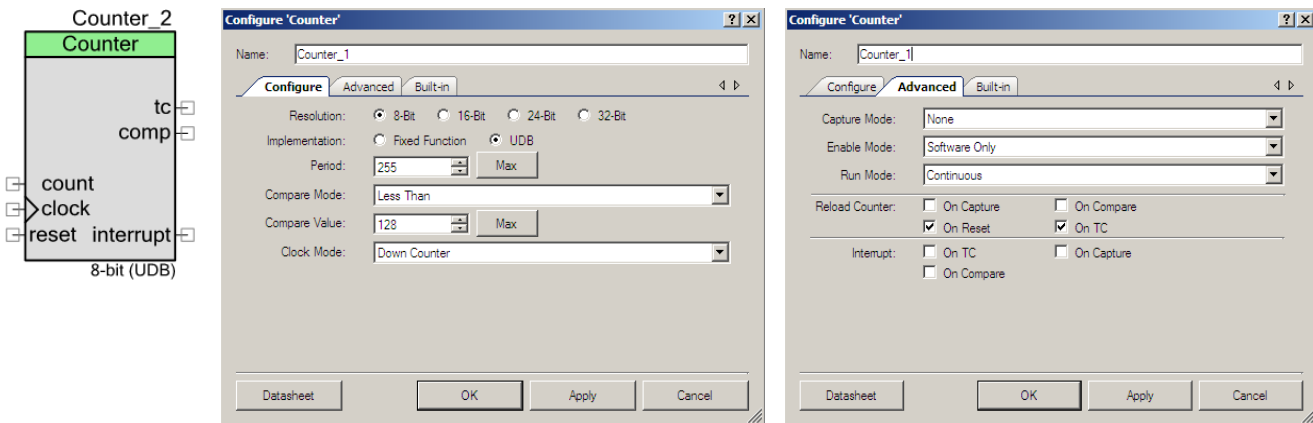 Counter_2
Counter
tc
comp
count
clock
reset interrupt
8-bit (UDB)
Configure 'Counter'
Name: Counter_1
Configure Advanced Built-in
Resolution: 8-Bit 16-Bit 24-Bit 32-Bit
Implementation: Fixed Function UDB
Period: 255 Max
Compare Mode: Less Than
Compare Value: 128 Max
Clock Mode: Down Counter
Datasheet OK Apply Cancel
Configure 'Counter'
Name: Counter_1
Configure Advanced Built-in
Capture Mode: None
Enable Mode: Software Only
Run Mode: Continuous
Reload Counter: On Capture On Compare
On Reset On TC
Interrupt: On TC On Capture
On Compare
Datasheet OK Apply Cancel